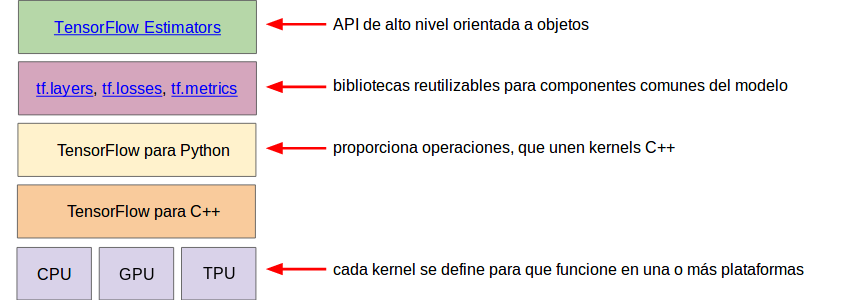 TensorFlow Estimators
API de alto nivel orientada a objetos
tf.layers, tf.losses, tf.metrics
bibliotecas reutilizables para componentes comunes del modelo
TensorFlow para Python
proporciona operaciones, que unen kernels C++
TensorFlow para C++
CPU
GPU
TPU
cada kernel se define para que funcione en una o más plataformas